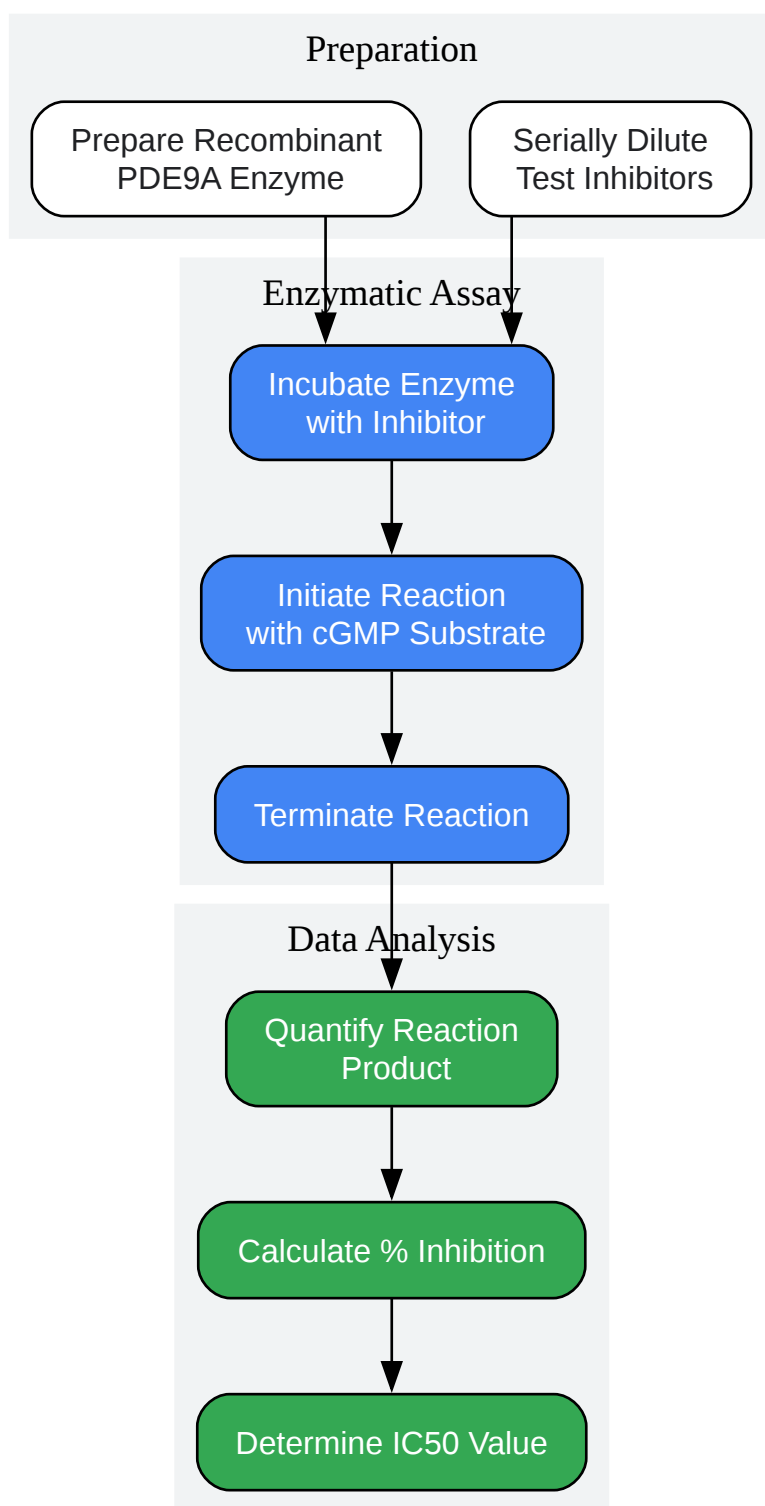 Preparation
Prepare Recombinant
PDE9A Enzyme
Serially Dilute
Test Inhibitors
Enzymatic Assay
Incubate Enzyme
with Inhibitor
Initiate Reaction
with cGMP Substrate
Terminate Reaction
Data Analysis
Quantify Reaction
Product
Calculate % Inhibition
Determine IC50 Value